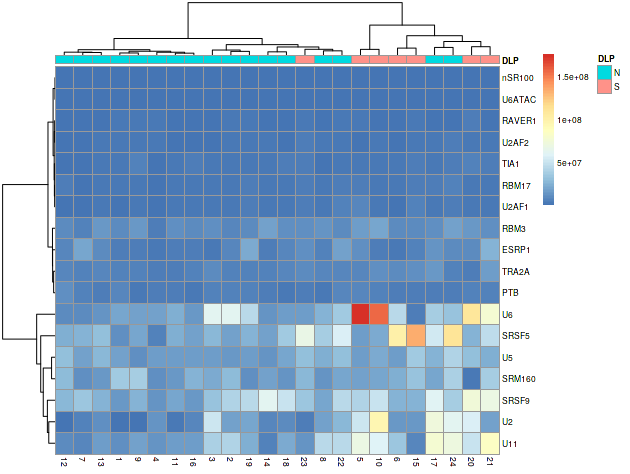 DLP
nSR100
U6ATAC
RAVER1
U2AF2
TIA1
RBM17
U2AF1
RBM3
ESRP1
TRA2A
PTB
U6
SRSF5
U5
SRM160
SRSF9
U2
U11
12 7 13 1 9 4 11 16 3 2 19 14 18 23 8 22 5 10 6 15 17 24 20 21
1.5e+08
1e+08
5e+07
DLP
N
S